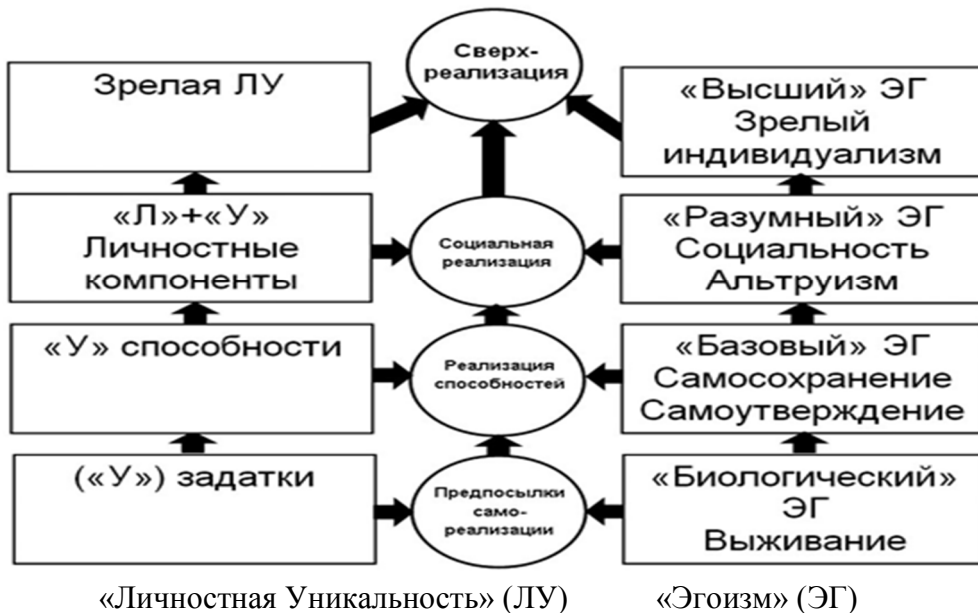 Сверх-
реализация
Зрелая ЛУ
«Высший» ЭГ
Зрелый
индивидуализм
«Л»+«У»
Личностные
компоненты
Социальная
реализация
«Разумный» ЭГ
Социальность
Альтруизм
«У» способности
Реализация
способностей
«Базовый» ЭГ
Самосохранение
Самоутверждение
(«У») задатки
Предпосылки
само-
реализации
«Биологический»
ЭГ
Выживание
«Личностная Уникальность» (ЛУ) «Эгоизм» (ЭГ)